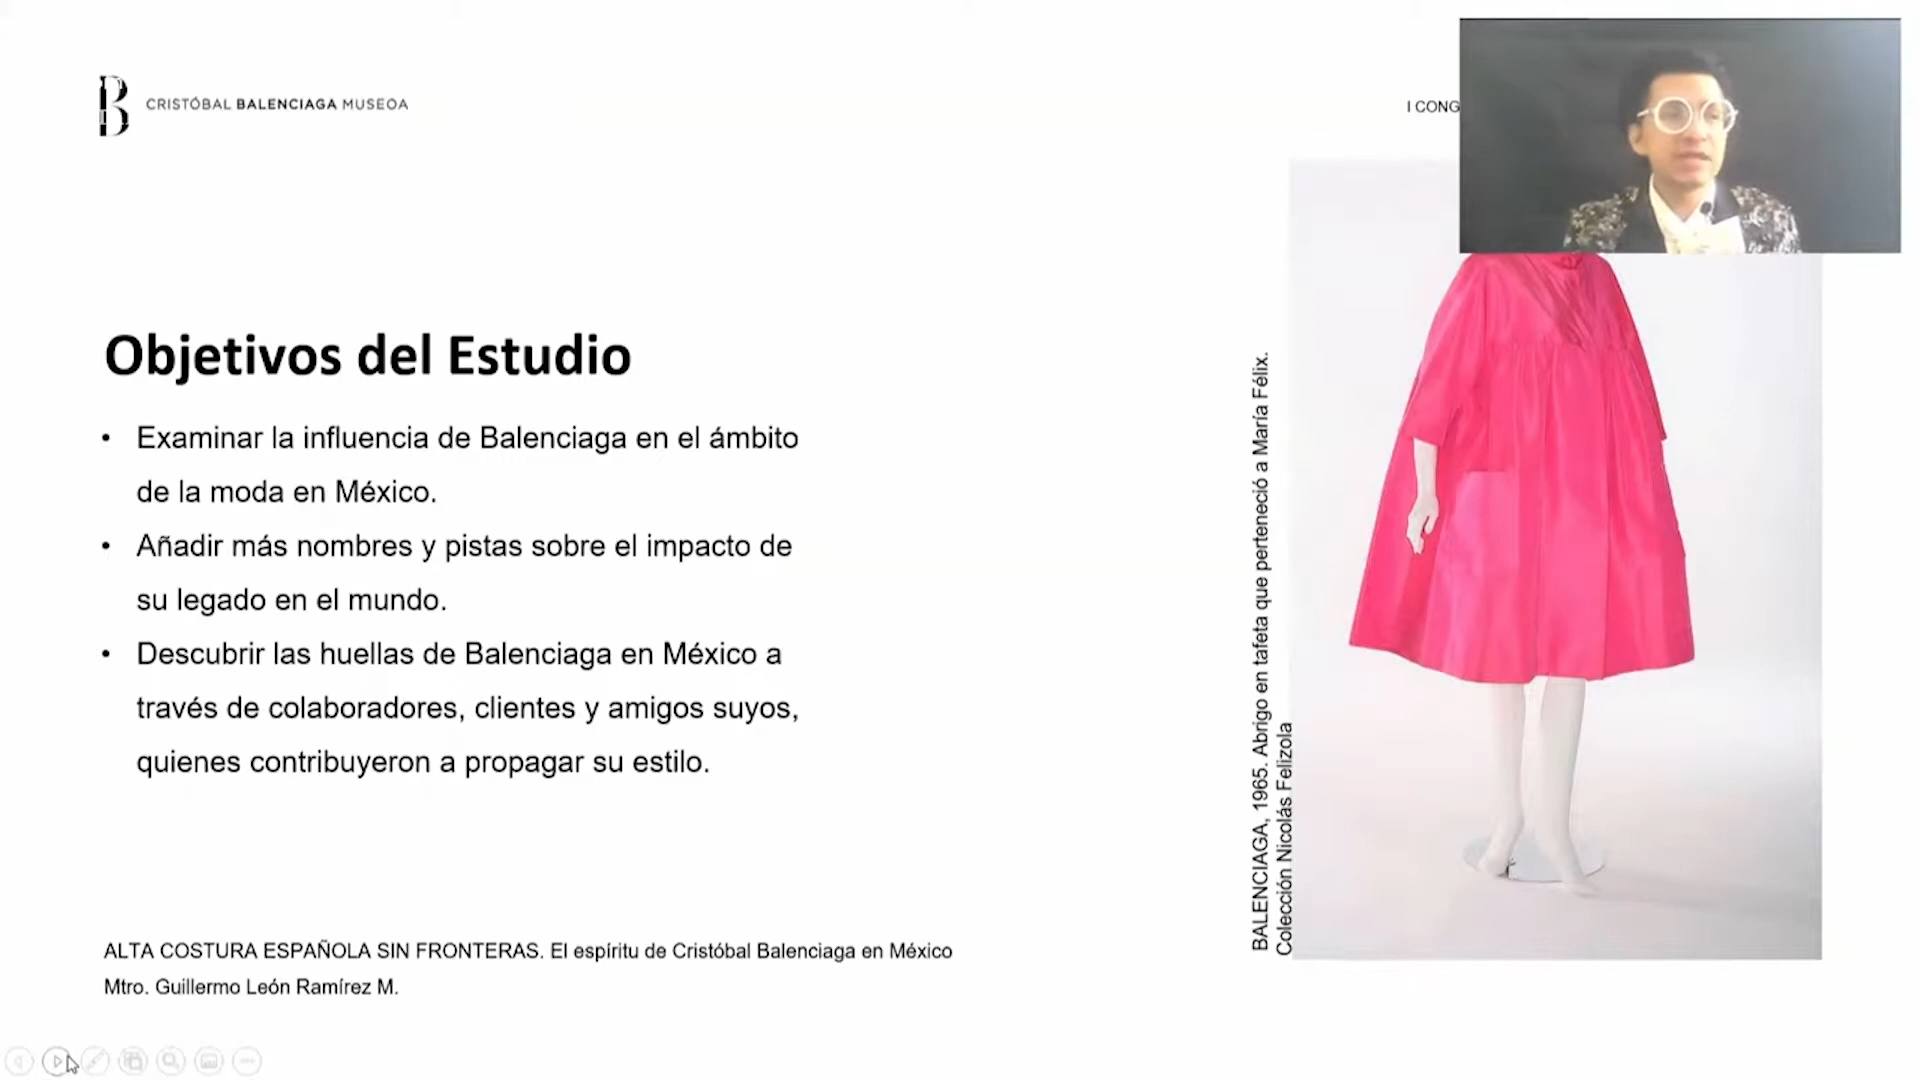 B CRISTÓBAL BALENCIAGA MUSEOA
I CONG
Objetivos del Estudio
• Examinar la influencia de Balenciaga en el ámbito
de la moda en México.
• Añadir más nombres y pistas sobre el impacto de
su legado en el mundo.
• Descubrir las huellas de Balenciaga en México a
través de colaboradores, clientes y amigos suyos,
quienes contribuyeron a propagar su estilo.
BALENCIAGA, 1965. Abrigo en tafeta que perteneció a María Félix.
Colección Nicolás Felizola
ALTA COSTURA ESPAÑOLA SIN FRONTERAS. El espíritu de Cristóbal Balenciaga en México
Mtro. Guillermo León Ramírez M.